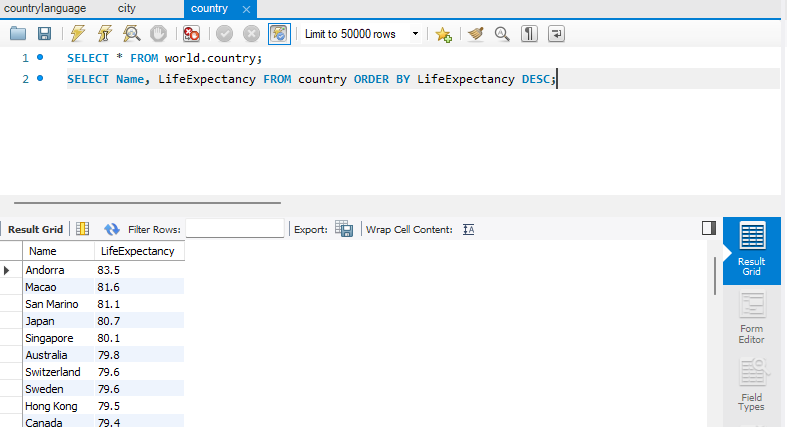 countrylanguage city country
Limit to 50000 rows
1 SELECT * FROM world.country;
2 SELECT Name, LifeExpectancy FROM country ORDER BY LifeExpectancy DESC;
Result Grid Filter Rows: Export: Wrap Cell Content: IA
Name LifeExpectancy
Andorra 83.5
Macao 81.6
San Marino 81.1
Japan 80.7
Singapore 80.1
Australia 79.8
Switzerland 79.6
Sweden 79.6
Hong Kong 79.5
Canada 79.4
Result
Grid
Form
Editor
Field
Types